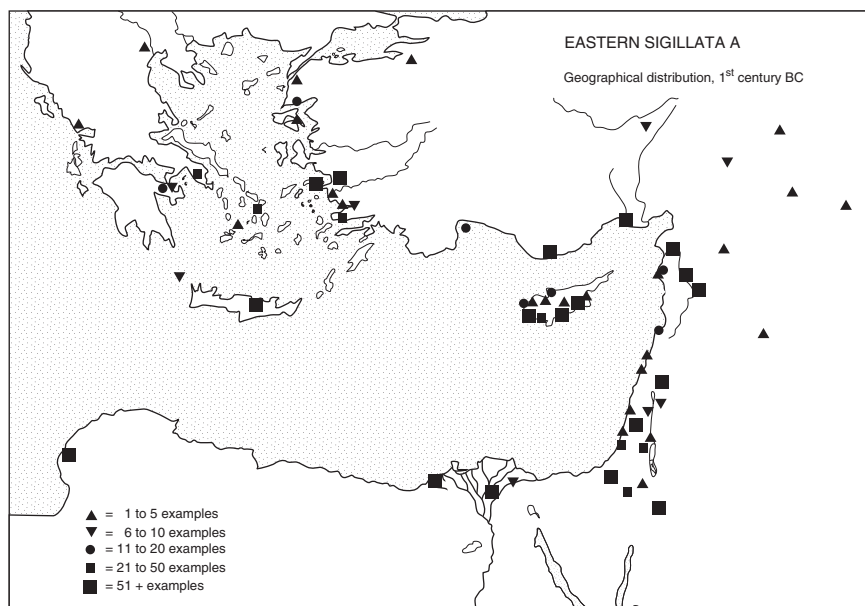 EASTERN SIGILLATA A
Geographical distribution, 1st century BC
▲ = 1 to 5 examples
▼ = 6 to 10 examples
● = 11 to 20 examples
■ = 21 to 50 examples
■ = 51 + examples